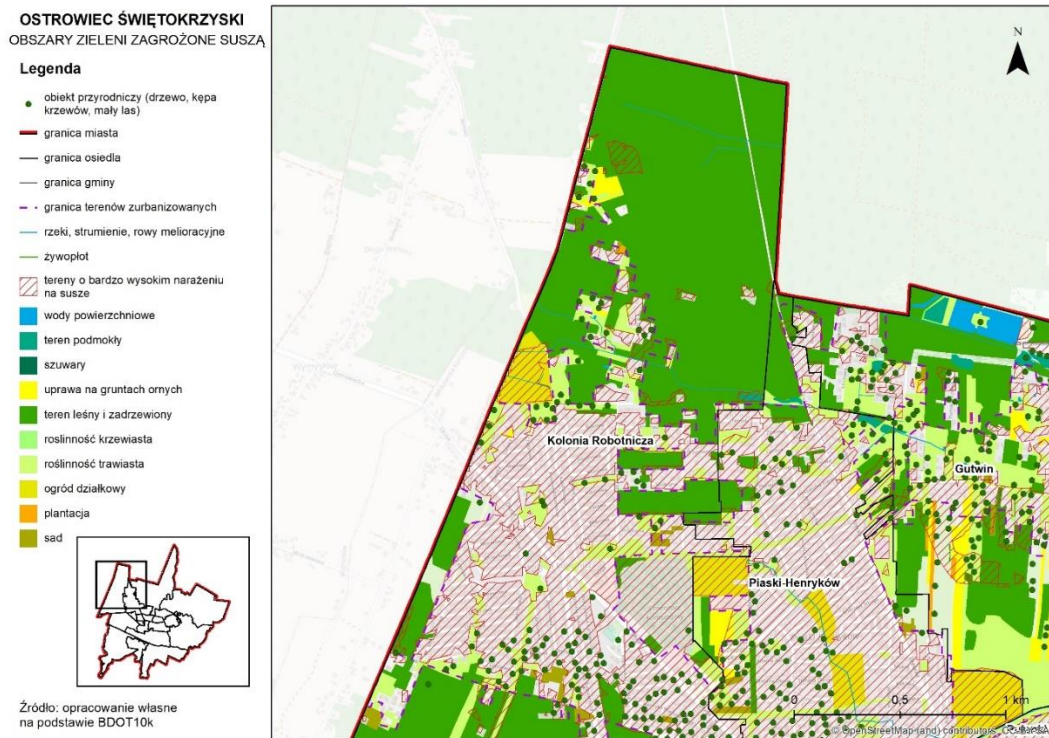 OSTROWIEC ŚWIĘTOKRZYSKI
OBSZARY ZIELENI ZAGROŻONE SUSZĄ
Legenda
obiekt przyrodniczy (drzewo, kępa
krzewów, mały las)
granica miasta
granica osiedla
granica gminy
granica terenów zurbanizowanych
rzeki, strumienie, rowy melioracyjne
żywopłot
tereny o bardzo wysokim narażeniu
na susze
wody powierzchniowe
teren podmokły
szuwary
uprawa na gruntach ornych
teren leśny i zadrzewiony
roslinność krzewiasta
roślinność trawiasta
ogród działkowy
plantacja
sad
Źródło: opracowanie własne
na podstawie BDOT10k
N
Kolonia Robotnicza
Gutwin
Piaski-Henryków
0 0,5 1 km
© OpenStreetMap (and) contributors,